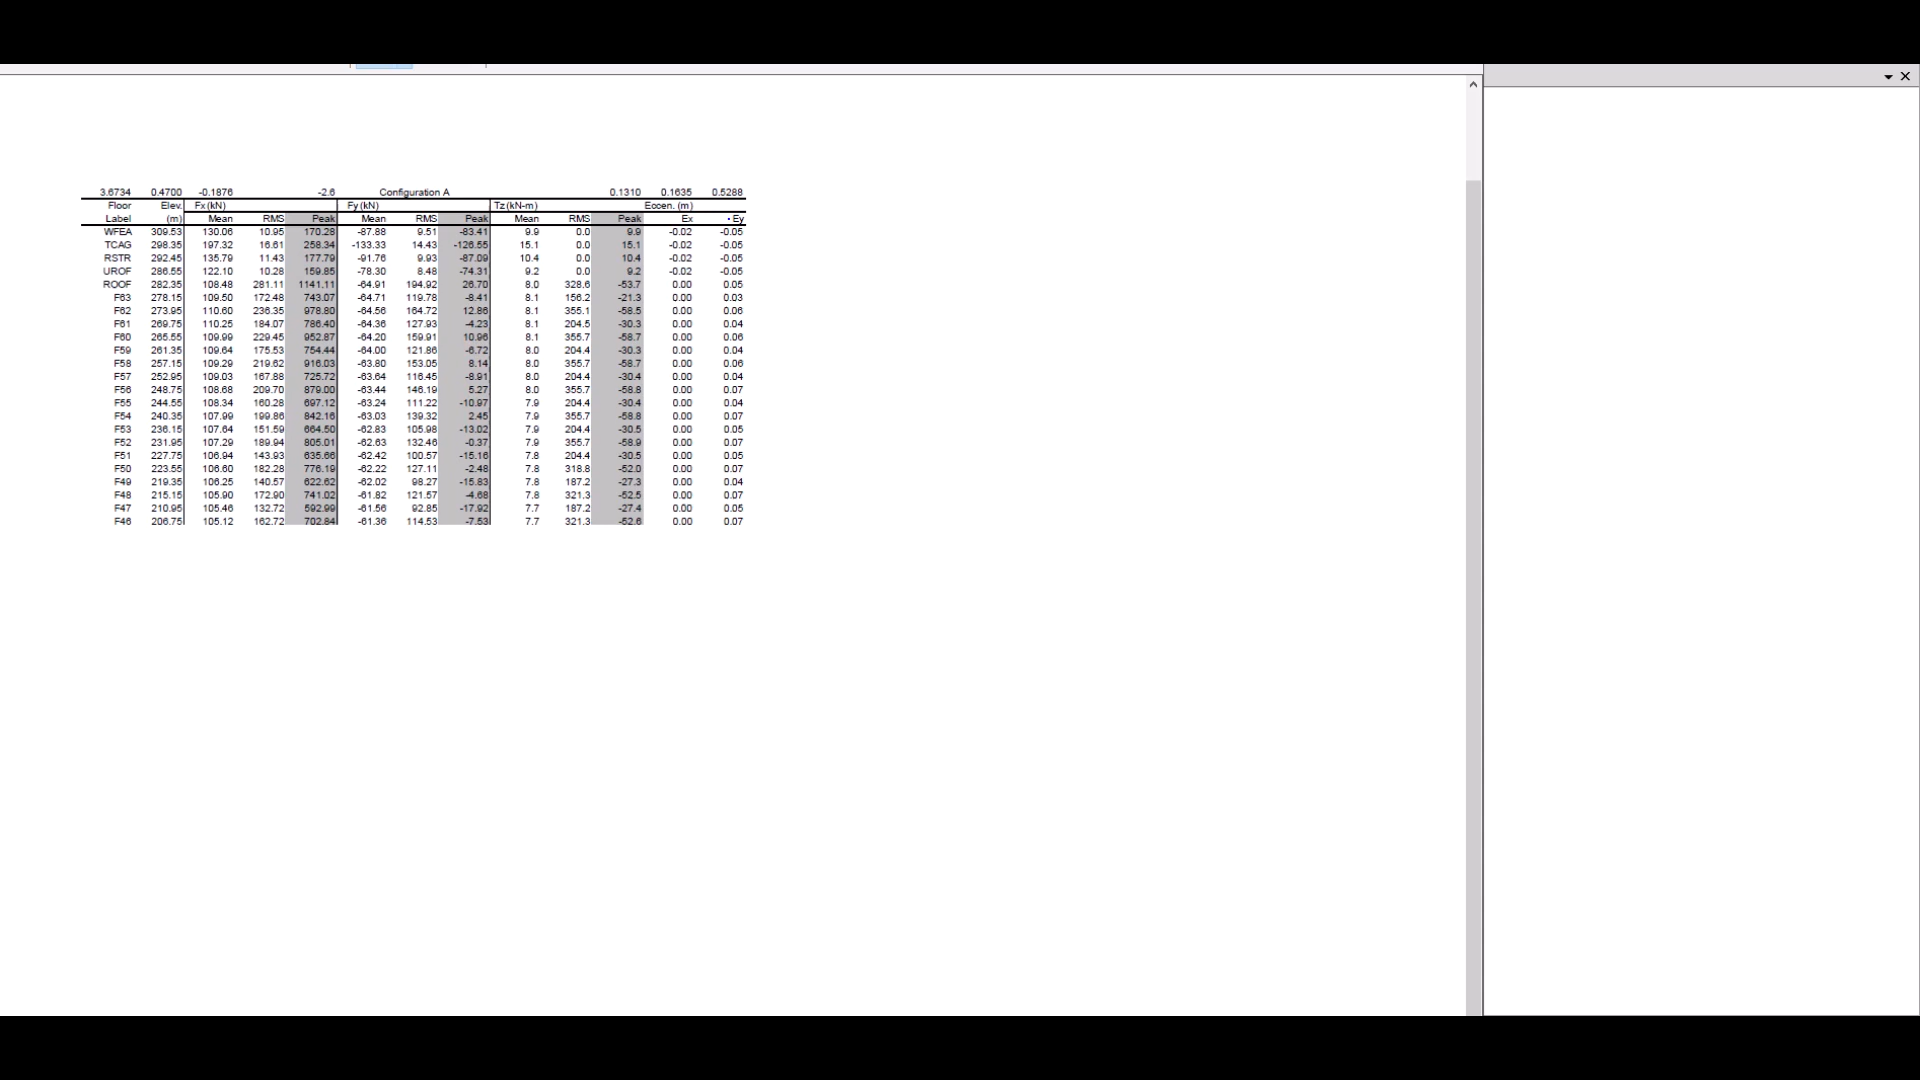 3.6734 0.4700 -0.1876 -2.6 Configuration A 0.1310 0.1635 0.5288
Floor Elev. Fx (kN) Fy (kN) Tz (kN-m) Eccen. (m)
Label (m) Mean RMS Peak Mean RMS Peak Mean RMS Peak Ex Ey
WFEA 309.53 130.06 10.95 170.28 -87.88 9.51 -83.41 9.9 0.0 9.9 -0.02 -0.05
TCAG 298.35 197.32 16.61 258.34 -133.33 14.43 -126.55 15.1 0.0 15.1 -0.02 -0.05
RSTR 292.45 135.79 11.43 177.79 -91.76 9.93 -87.09 10.4 0.0 10.4 -0.02 -0.05
UROF 286.55 122.10 10.28 159.85 -78.30 8.48 -74.31 9.2 0.0 9.2 -0.02 -0.05
ROOF 282.35 108.48 281.11 1141.11 -64.91 194.92 26.70 8.0 328.6 -53.7 0.00 0.05
F63 278.15 109.50 172.48 743.07 -64.71 119.78 -8.41 8.1 156.2 -21.3 0.00 0.03
F62 273.95 110.60 236.35 978.80 -64.56 164.72 12.86 8.1 355.1 -58.5 0.00 0.06
F61 269.75 110.25 184.07 786.40 -64.36 127.93 -4.23 8.1 204.5 -30.3 0.00 0.04
F60 265.55 109.99 229.45 952.87 -64.20 159.91 10.96 8.1 355.7 -58.7 0.00 0.06
F59 261.35 109.64 175.53 754.44 -64.00 121.86 -6.72 8.0 204.4 -30.3 0.00 0.04
F58 257.15 109.29 219.62 916.03 -63.80 153.05 8.14 8.0 355.7 -58.7 0.00 0.06
F57 252.95 109.03 167.88 725.72 -63.64 116.45 -8.91 8.0 204.4 -30.4 0.00 0.04
F56 248.75 108.68 209.70 879.00 -63.44 146.19 5.27 8.0 355.7 -58.8 0.00 0.07
F55 244.55 108.34 160.28 697.12 -63.24 111.22 -10.97 7.9 204.4 -30.4 0.00 0.04
F54 240.35 107.99 199.86 842.16 -63.03 139.32 2.45 7.9 355.7 -58.8 0.00 0.07
F53 236.15 107.64 151.59 664.50 -62.83 105.98 -13.02 7.9 204.4 -30.5 0.00 0.05
F52 231.95 107.29 189.94 805.01 -62.63 132.46 -0.37 7.9 355.7 -58.9 0.00 0.07
F51 227.75 106.94 143.93 635.66 -62.42 100.57 -15.16 7.8 204.4 -30.5 0.00 0.05
F50 223.55 106.60 182.28 776.19 -62.22 127.11 -2.48 7.8 318.8 -52.0 0.00 0.07
F49 219.35 106.25 140.57 622.62 -62.02 98.27 -15.83 7.8 187.2 -27.3 0.00 0.04
F48 215.15 105.90 172.90 741.02 -61.82 121.57 -4.68 7.8 321.3 -52.5 0.00 0.07
F47 210.95 105.46 132.72 592.99 -61.56 92.85 -17.92 7.7 187.2 -27.4 0.00 0.05
F46 206.75 105.12 162.72 702.84 -61.36 114.53 -7.53 7.7 321.3 -52.6 0.00 0.07